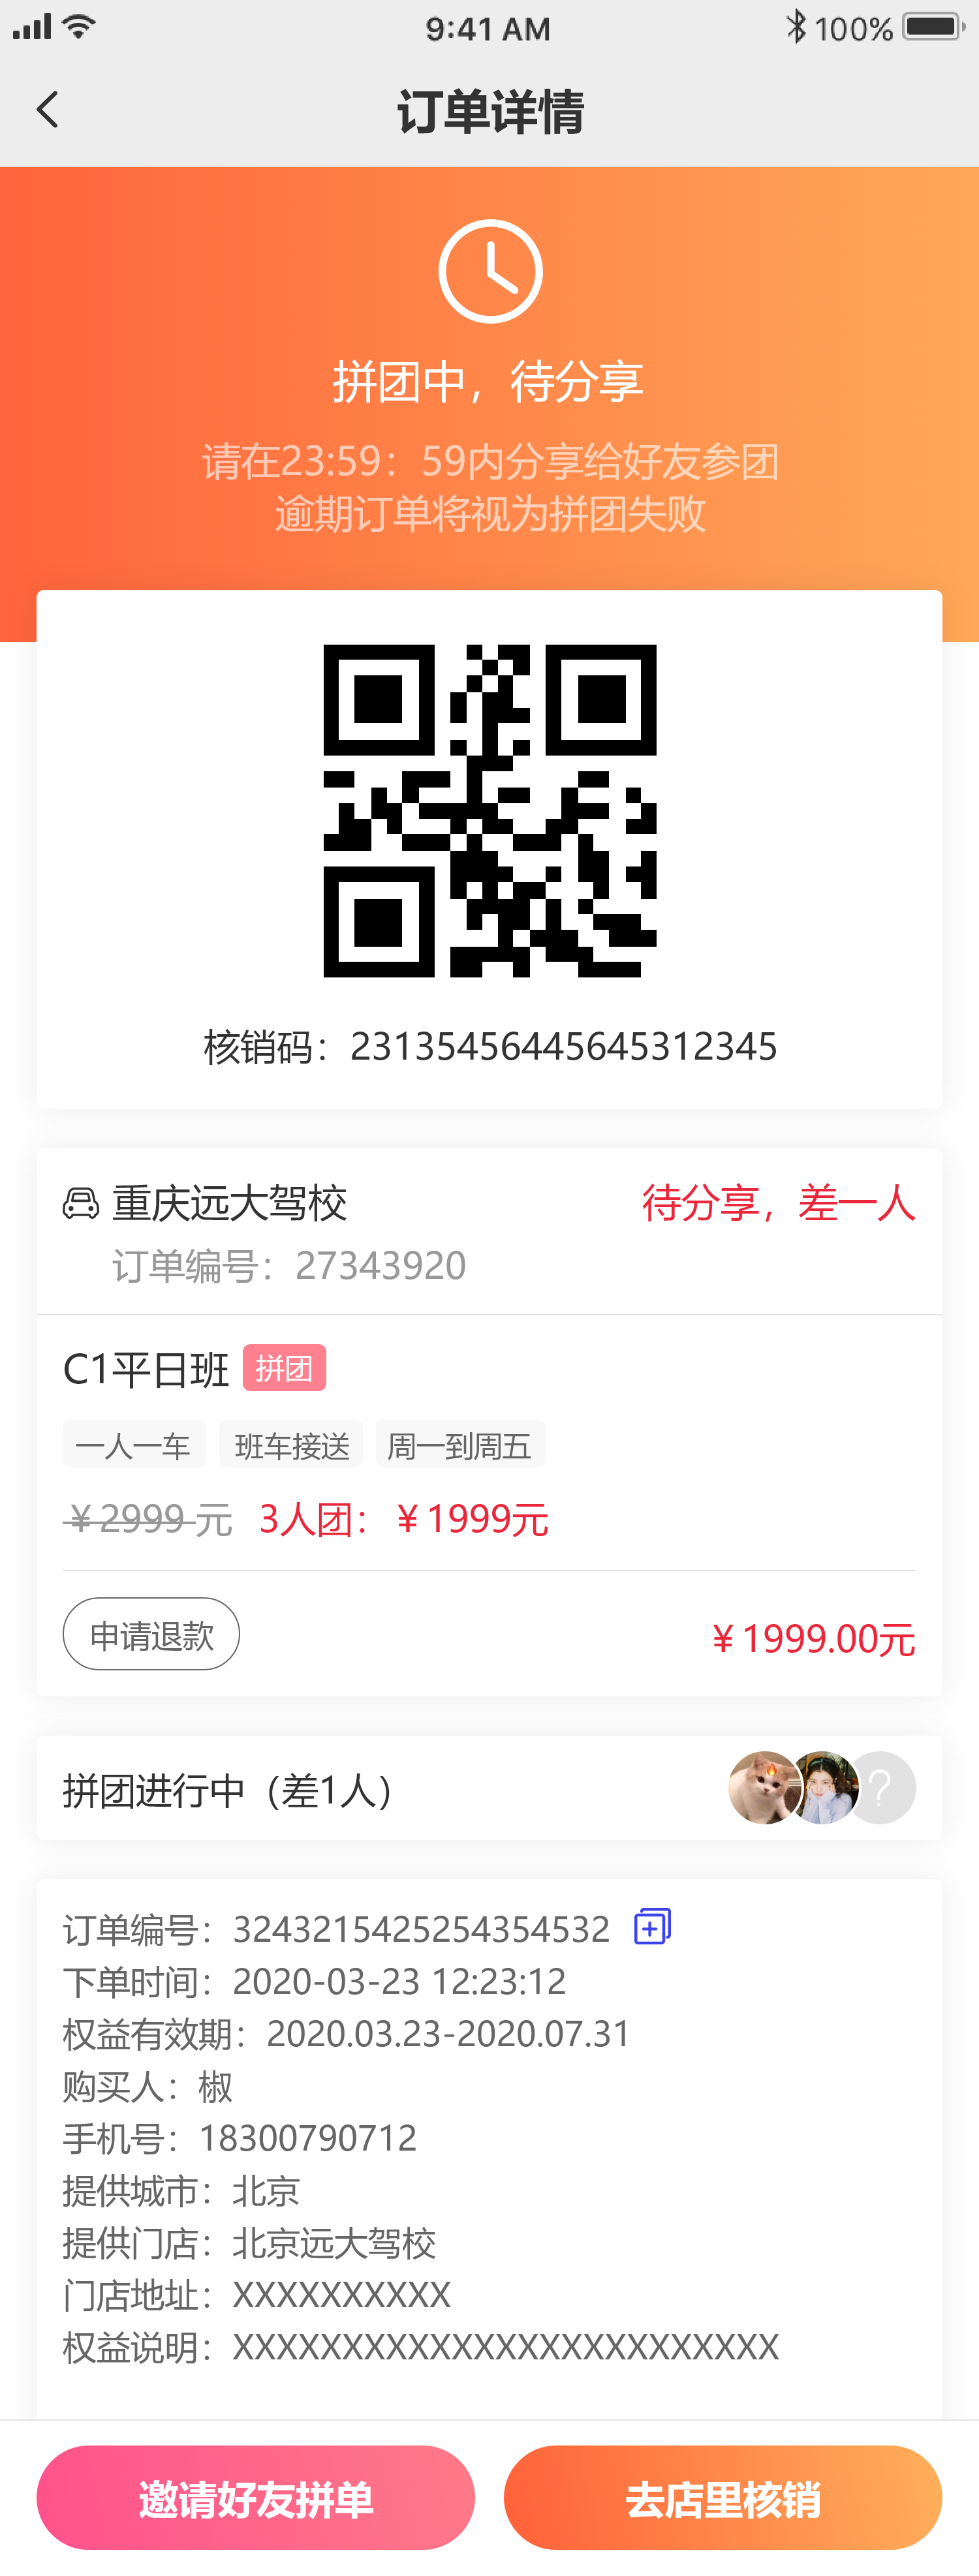 9:41 AM
100%
订单详情
拼团中，待分享
请在23:59：59内分享给好友参团
逾期订单将视为拼团失败
核销码：23135456445645312345
重庆远大驾校
待分享，差一人
订单编号：27343920
C1平日班
拼团
一人一车
班车接送
周一到周五
￥2999元
3人团：￥1999元
申请退款
￥1999.00元
拼团进行中（差1人）
?
订单编号：3243215425254354532
下单时间：2020-03-23 12:23:12
权益有效期：2020.03.23-2020.07.31
购买人：椒
手机号：18300790712
提供城市：北京
提供门店：北京远大驾校
门店地址：XXXXXXXXXX
权益说明：XXXXXXXXXXXXXXXXXXXXXXXXX
邀请好友拼单
去店里核销